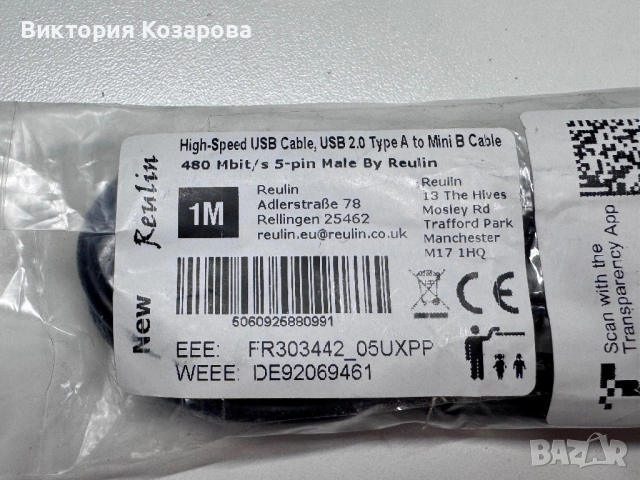 Виктория Козарова
High-Speed USB Cable, USB 2.0 Type A to Mini B Cable
480 Mbit/s 5-pin Male By Reulin
New Reulin
1M
Reulin
Adlerstraße 78
Rellingen 25462
reulin.eu@reulin.co.uk
Reulin
13 The Hives
Mosley Rd
Trafford Park
Manchester
M17 1HQ
5060925880991
CE
EEE: FR303442_05UXPP
WEEE: DE92069461
Scan with the
Transparency App
BAZAR